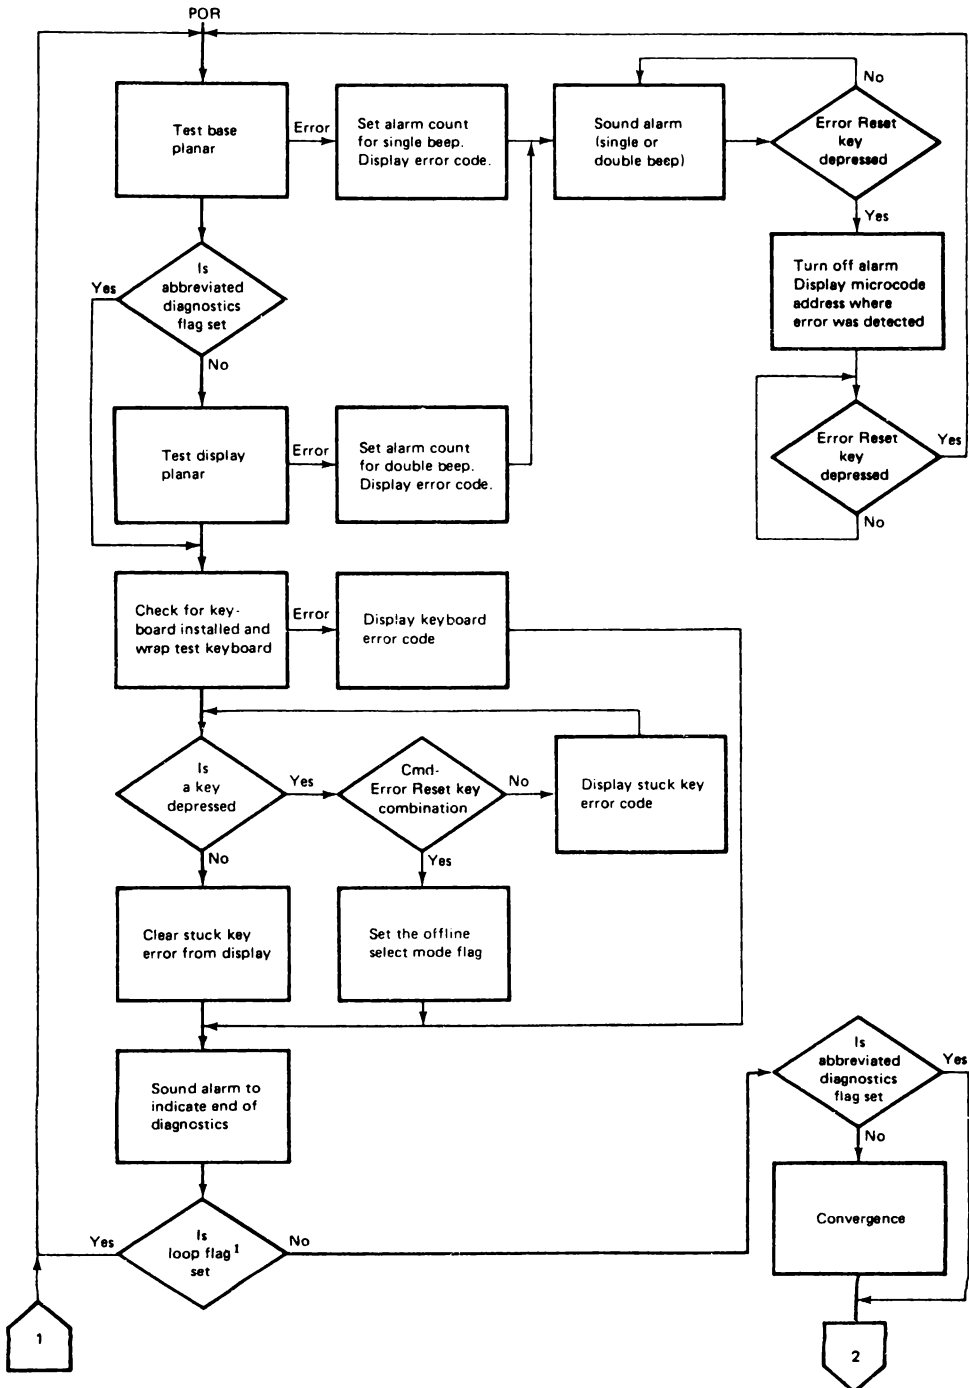 POR
Test base
planar
Error
Set alarm count
for single beep.
Display error code.
Sound alarm
(single or
double beep)
No
Error Reset
key
depressed
Yes
Turn off alarm
Display microcode
address where
error was detected
Error Reset
key
depressed
Yes
No
Is
abbreviated
diagnostics
flag set
Yes
No
Test display
planar
Error
Set alarm count
for double beep.
Display error code.
Check for key-
board installed and
wrap test keyboard
Error
Display keyboard
error code
Is
a key
depressed
Yes
Cmd-
Error Reset key
combination
No
Display stuck key
error code
No
Yes
Clear stuck key
error from display
Set the offline
select mode flag
Sound alarm to
indicate end of
diagnostics
Is
loop flag1
set
Yes
No
Is
abbreviated
diagnostics
flag set
Yes
No
Convergence
1
2